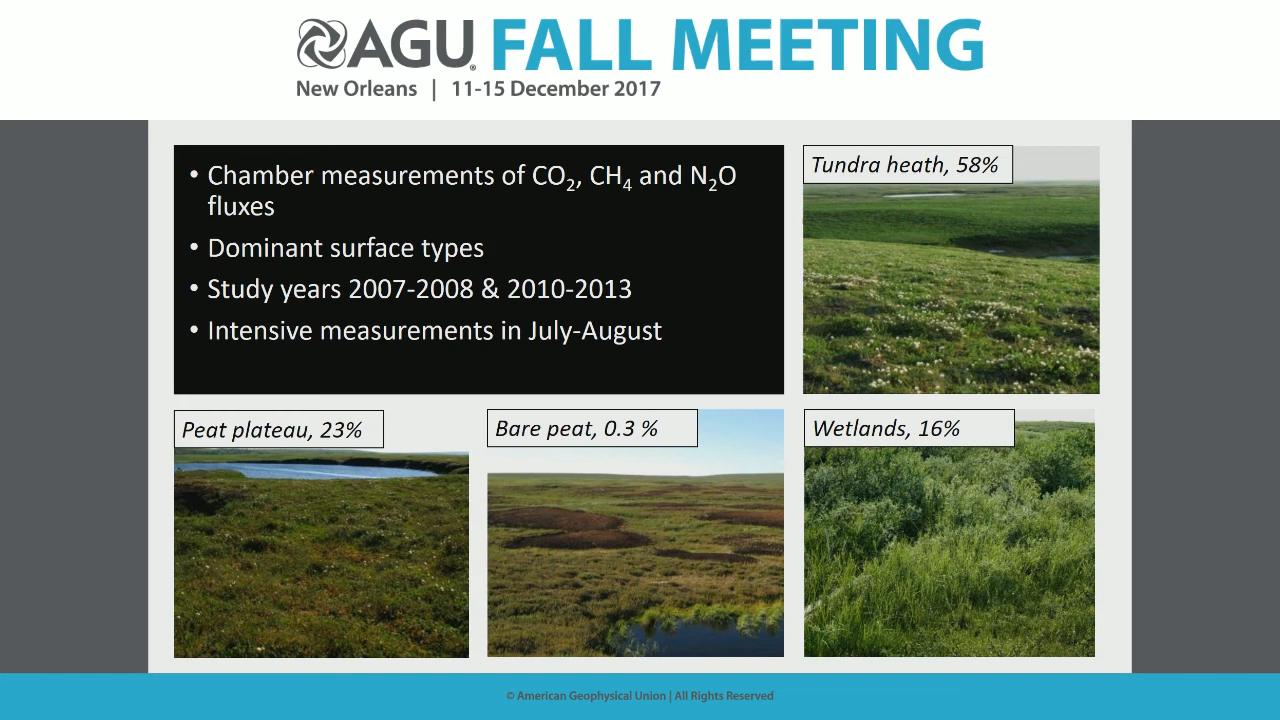 AGU FALL MEETING
New Orleans | 11-15 December 2017
• Chamber measurements of CO₂, CH₄ and N₂O
fluxes
• Dominant surface types
• Study years 2007-2008 & 2010-2013
• Intensive measurements in July-August
Tundra heath, 58%
Peat plateau, 23%
Bare peat, 0.3 %
Wetlands, 16%
© American Geophysical Union | All Rights Reserved